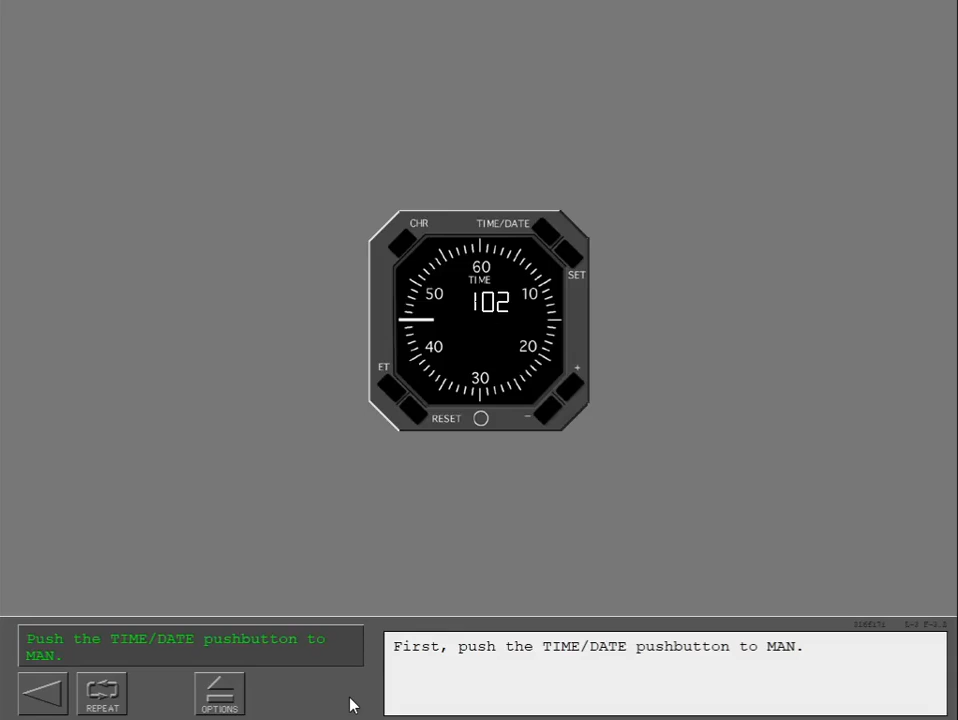 CHR TIME/DATE
SET
60
TIME
102
50 10
40 20
30
ET +
RESET -
Push the TIME/DATE pushbutton to
MAN.
First, push the TIME/DATE pushbutton to MAN.
REPEAT
OPTIONS